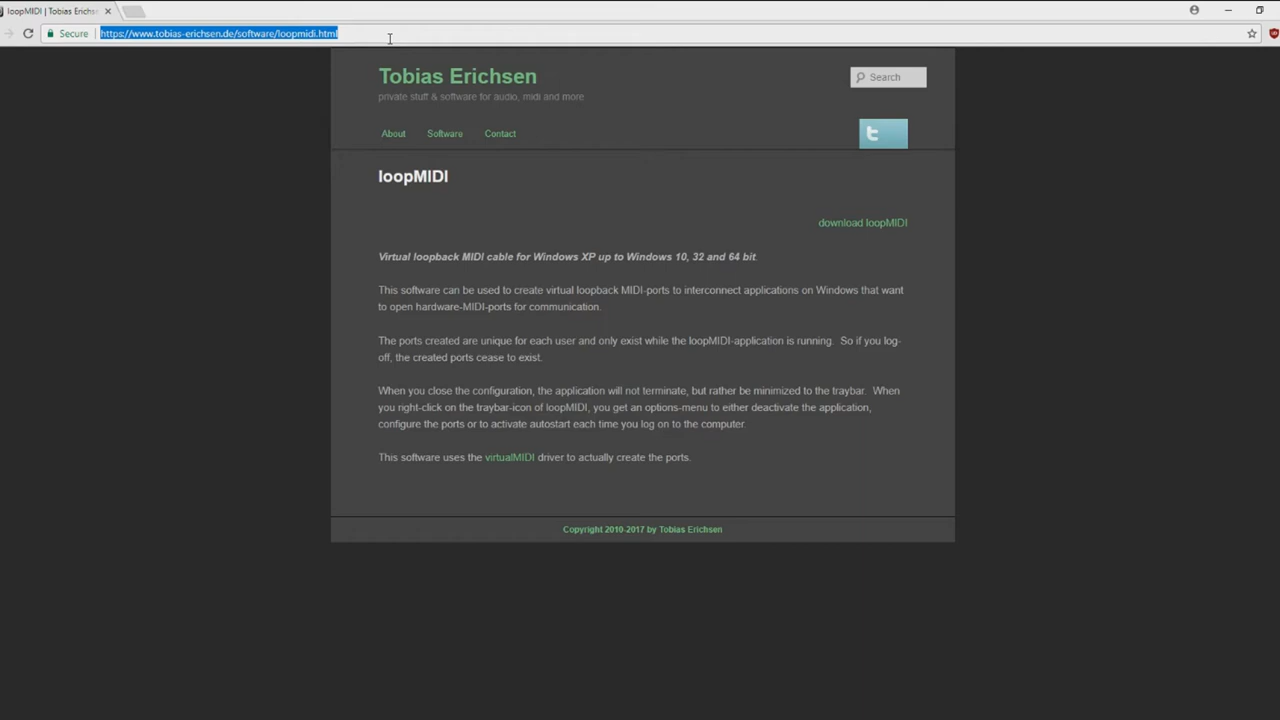 loopMIDI | Tobias Erichse
Secure
https://www.tobias-erichsen.de/software/loopmidi.html
Tobias Erichsen
private stuff & software for audio, midi and more
Search
About
Software
Contact
loopMIDI
download loopMIDI
Virtual loopback MIDI cable for Windows XP up to Windows 10, 32 and 64 bit.
This software can be used to create virtual loopback MIDI-ports to interconnect applications on Windows that want
to open hardware-MIDI-ports for communication.
The ports created are unique for each user and only exist while the loopMIDI-application is running. So if you log-
off, the created ports cease to exist.
When you close the configuration, the application will not terminate, but rather be minimized to the traybar. When
you right-click on the traybar-icon of loopMIDI, you get an options-menu to either deactivate the application,
configure the ports or to activate autostart each time you log on to the computer.
This software uses the virtualMIDI driver to actually create the ports.
Copyright 2010-2017 by Tobias Erichsen